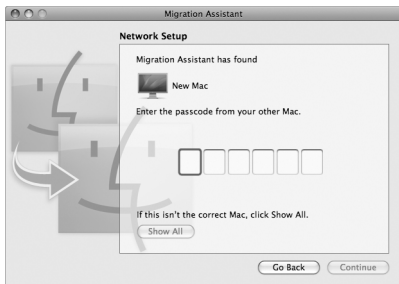 Migration Assistant
Network Setup
Migration Assistant has found
New Mac
Enter the passcode from your other Mac.
If this isn't the correct Mac, click Show All.
Show All
Go Back
Continue